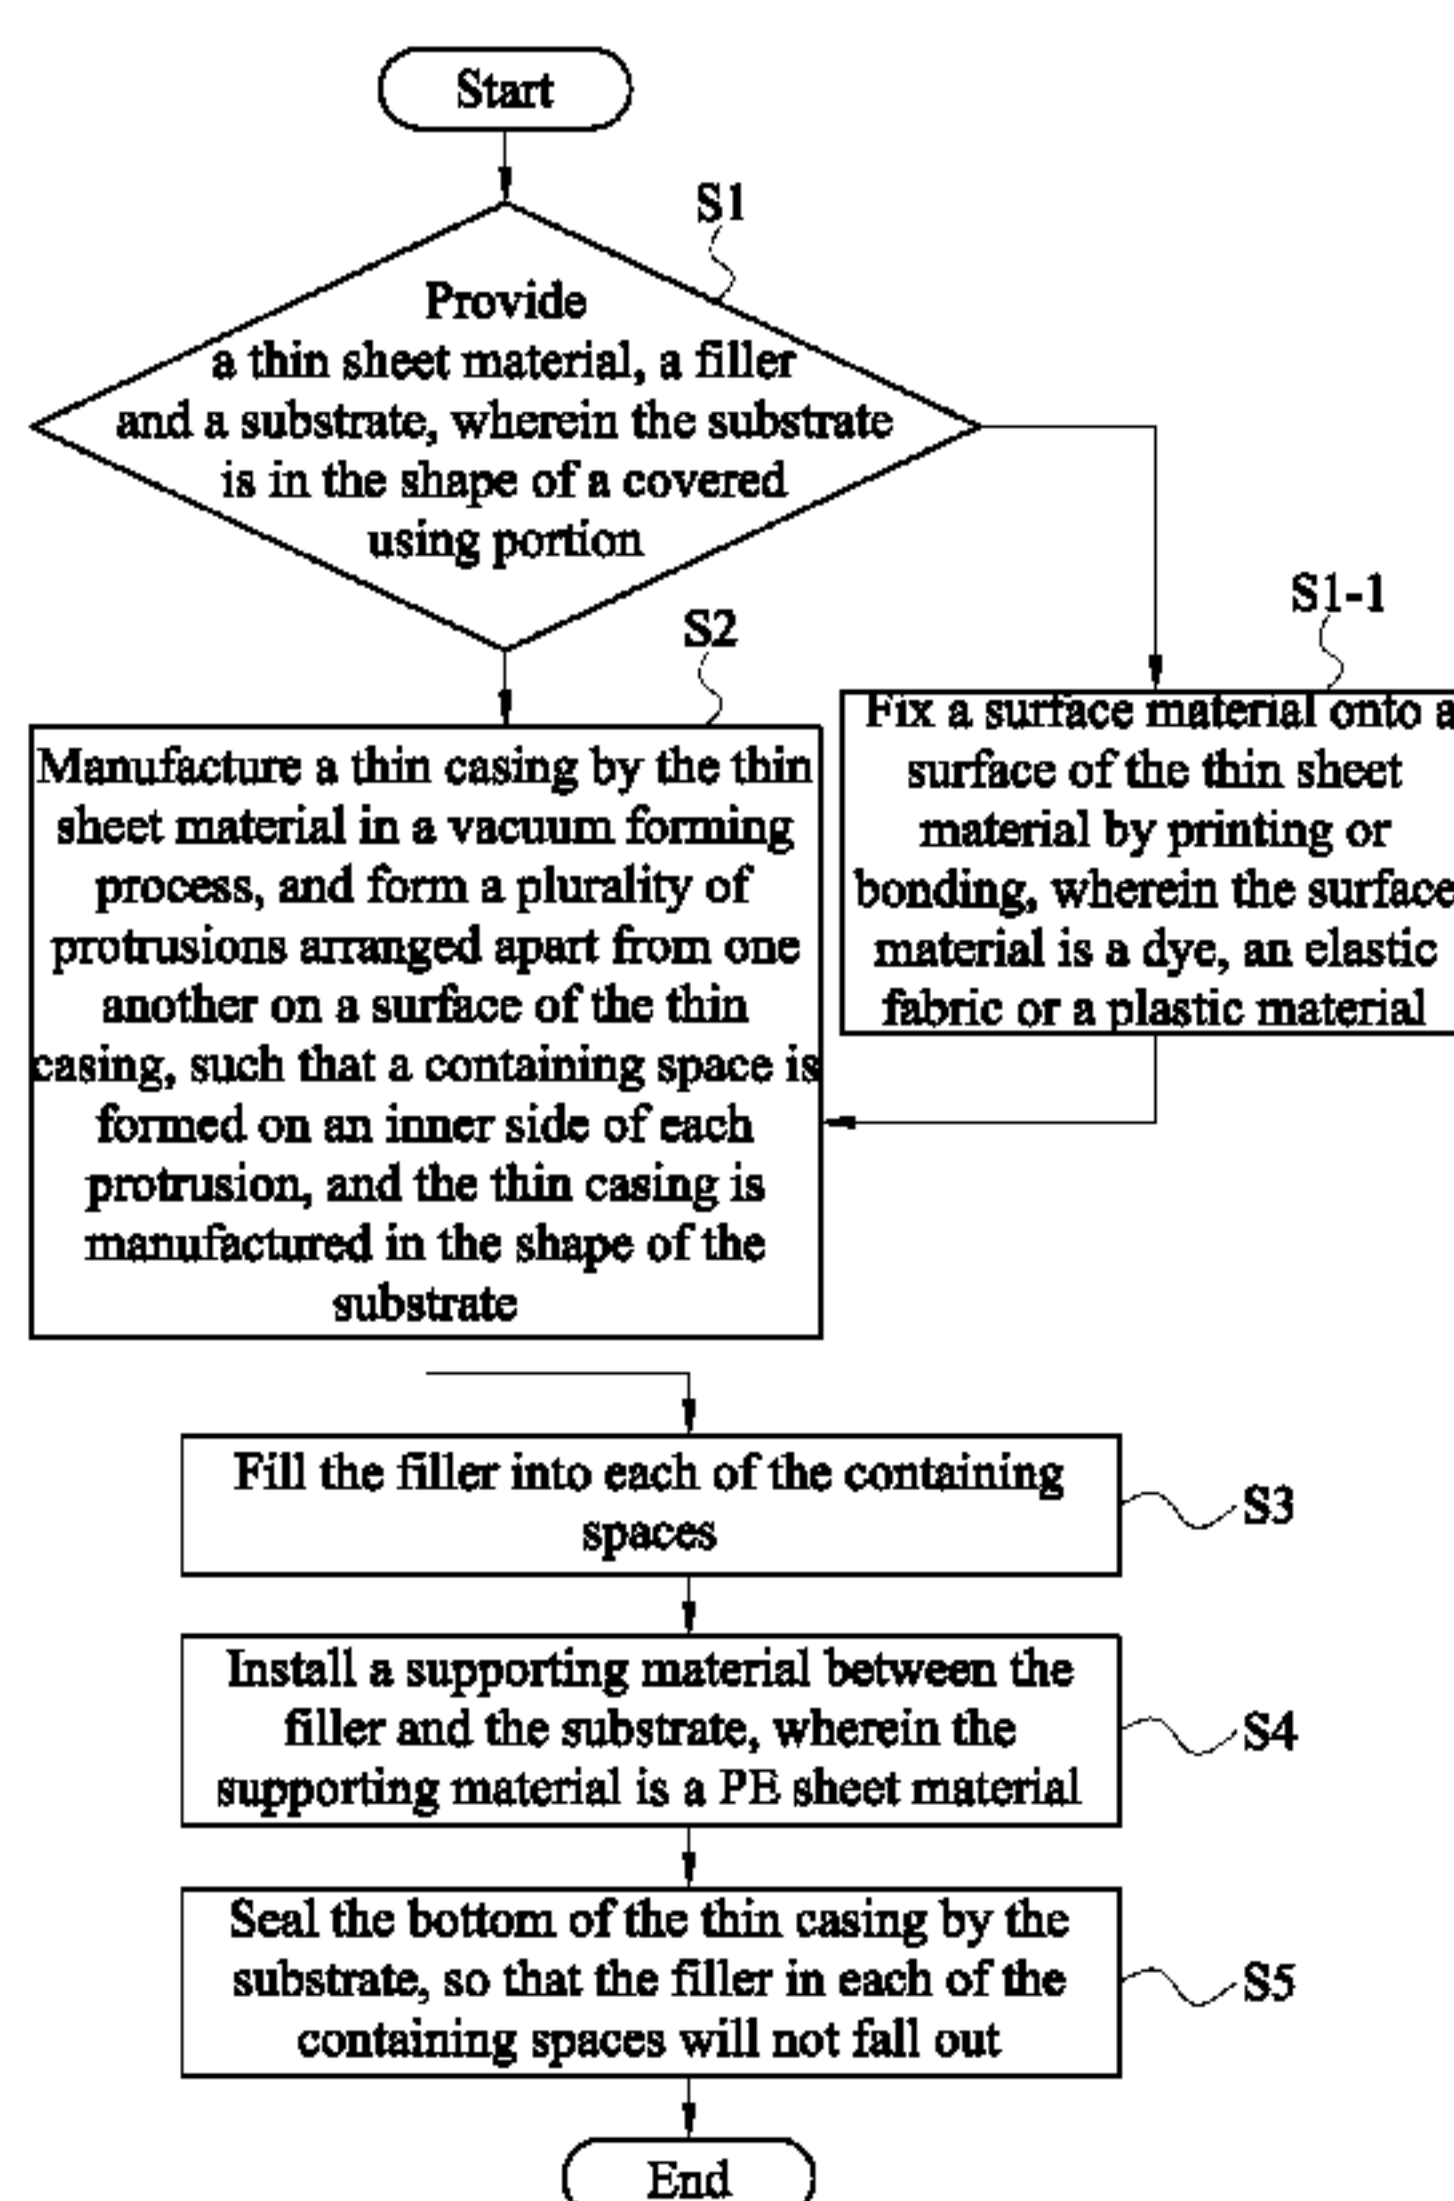 Start
S1
Provide
a thin sheet material, a filler
and a substrate, wherein the substrate
is in the shape of a covered
using portion
S2
Manufacture a thin casing by the thin
sheet material in a vacuum forming
process, and form a plurality of
protrusions arranged apart from one
another on a surface of the thin
casing, such that a containing space is
formed on an inner side of each
protrusion, and the thin casing is
manufactured in the shape of the
substrate
S1-1
Fix a surface material onto a
surface of the thin sheet
material by printing or
bonding, wherein the surface
material is a dye, an elastic
fabric or a plastic material
Fill the filler into each of the containing
spaces
S3
Install a supporting material between the
filler and the substrate, wherein the
supporting material is a PE sheet material
S4
Seal the bottom of the thin casing by the
substrate, so that the filler in each of the
containing spaces will not fall out
S5
End